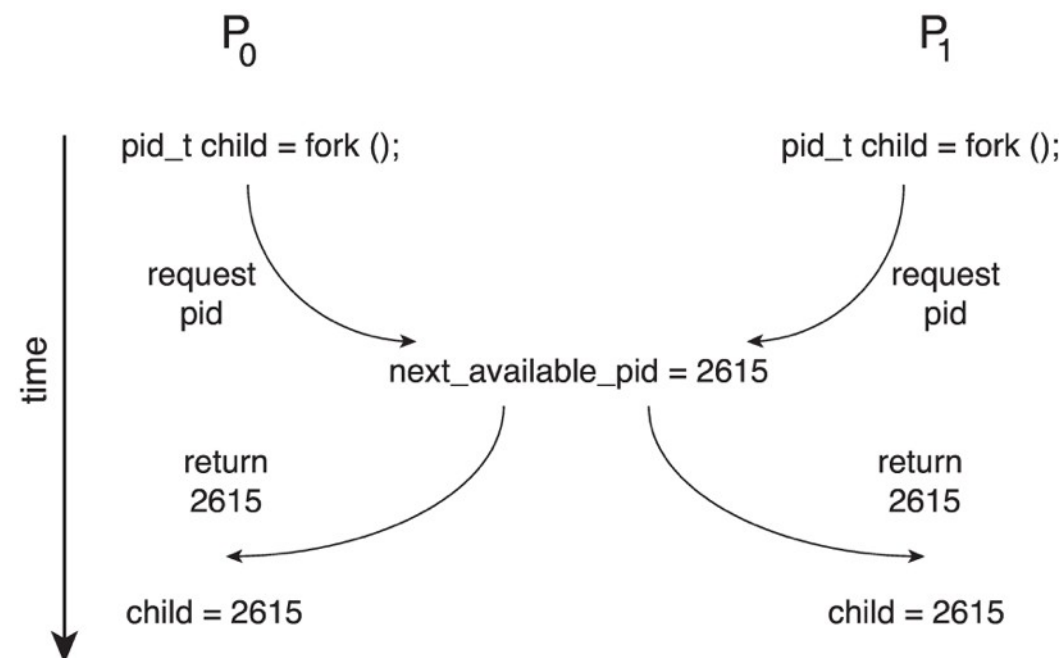 P0
P1
pid_t child = fork ();
pid_t child = fork ();
request
pid
request
pid
next_available_pid = 2615
time
return
2615
return
2615
child = 2615
child = 2615